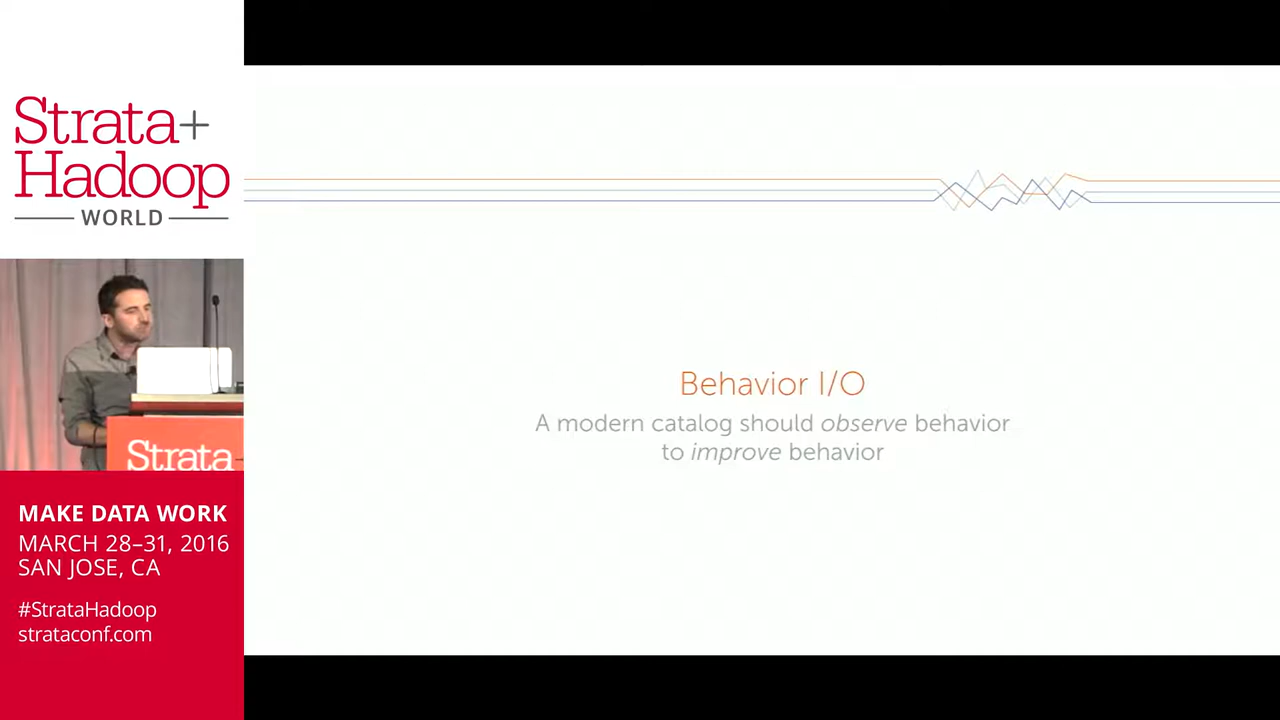 Strata+
Hadoop
WORLD
Strata+
MAKE DATA WORK
MARCH 28–31, 2016
SAN JOSE, CA
#StrataHadoop
strataconf.com
Behavior I/O
A modern catalog should observe behavior
to improve behavior